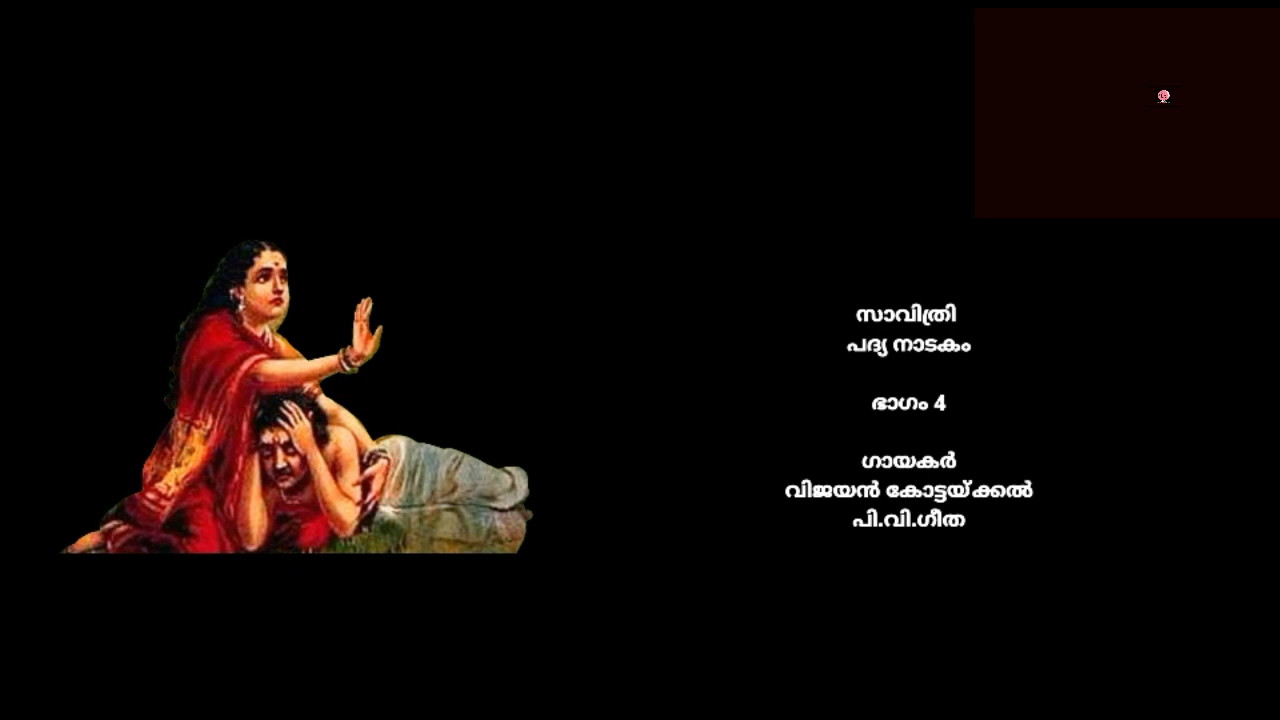 സാവിത്രി
പദ്യ നാടകം
ഭാഗം 4
ഗായകർ
വിജയൻ കോട്ടയ്ക്കൽ
പി.വി.ഗീത